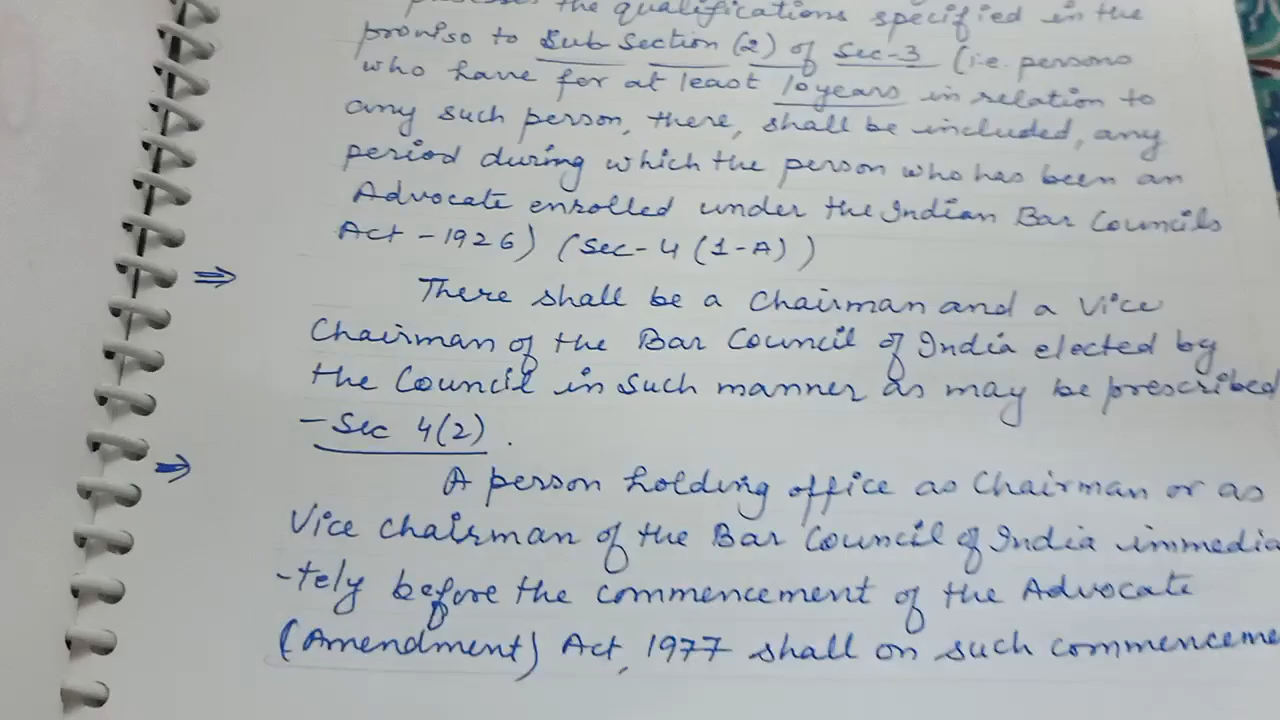 the qualifications specified in the
proviso to Sub Section (2) of Sec-3 (i.e. persons
who have for at least 10 years in relation to
any such person, there, shall be included, any
period during which the person who has been an
Advocate enrolled under the Indian Bar Councils
Act - 1926) (Sec - 4 (1-A))
⇒ There shall be a Chairman and a Vice
Chairman of the Bar Council of India elected by
the Council in such manner as may be prescribed
- Sec 4(2).
⇒ A person holding office as Chairman or as
Vice Chairman of the Bar Council of India immedia
-tely before the commencement of the Advocate
(Amendment) Act, 1977 shall on such commenceme